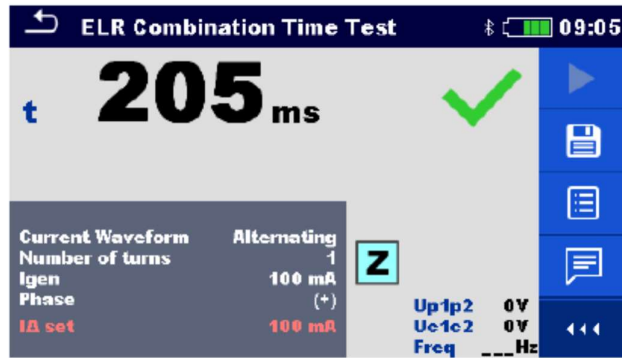 ELR Combination Time Test 09:05
t 205 ms
Current Waveform Alternating
Number of turns 1
Igen 100 mA
Phase (+)
IΔ set 100 mA
Z
Up1p2 0V
Uc1c2 0V
Freq ___Hz